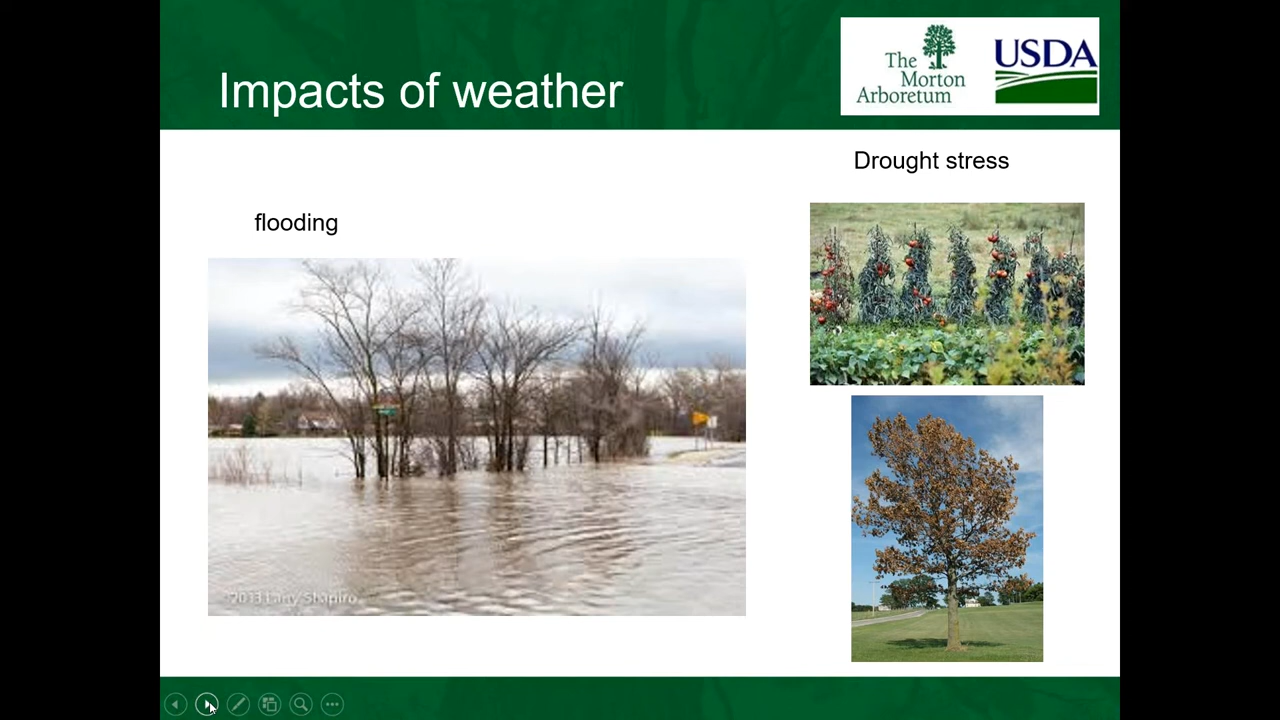 Impacts of weather
The
Morton
Arboretum
USDA
Drought stress
flooding
©2013 Larry Shapiro